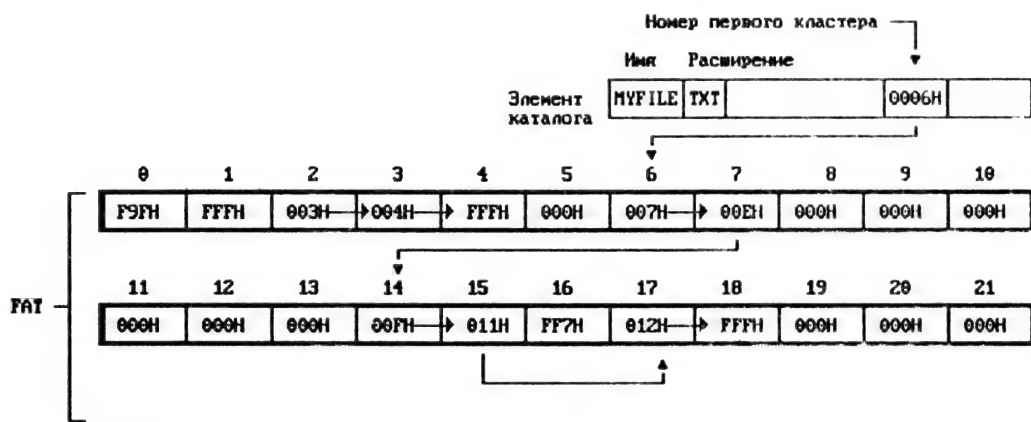 Номер первого кластера
Имя Расширение
Элемент каталога
MYFILE TXT 0006H
0 1 2 3 4 5 6 7 8 9 10
F9FH FFFH 003H 004H FFFH 000H 007H 00EH 000H 000H 000H
FAT
11 12 13 14 15 16 17 18 19 20 21
000H 000H 000H 00FH 011H FF7H 012H FFFH 000H 000H 000H